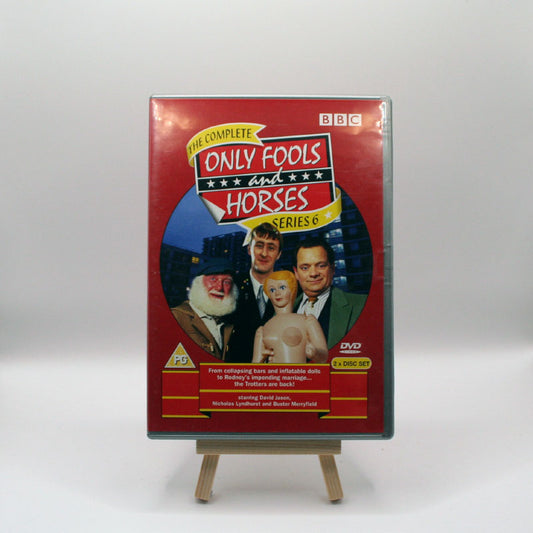 BBC
THE COMPLETE
ONLY FOOLS
and
HORSES
SERIES 6
PG
DVD
VIDEO
2 x DISC SET
From collapsing bars and inflatable dolls
to Rodney's impending marriage...
the Trotters are back!
starring David Jason,
Nicholas Lyndhurst and Buster Merryfield